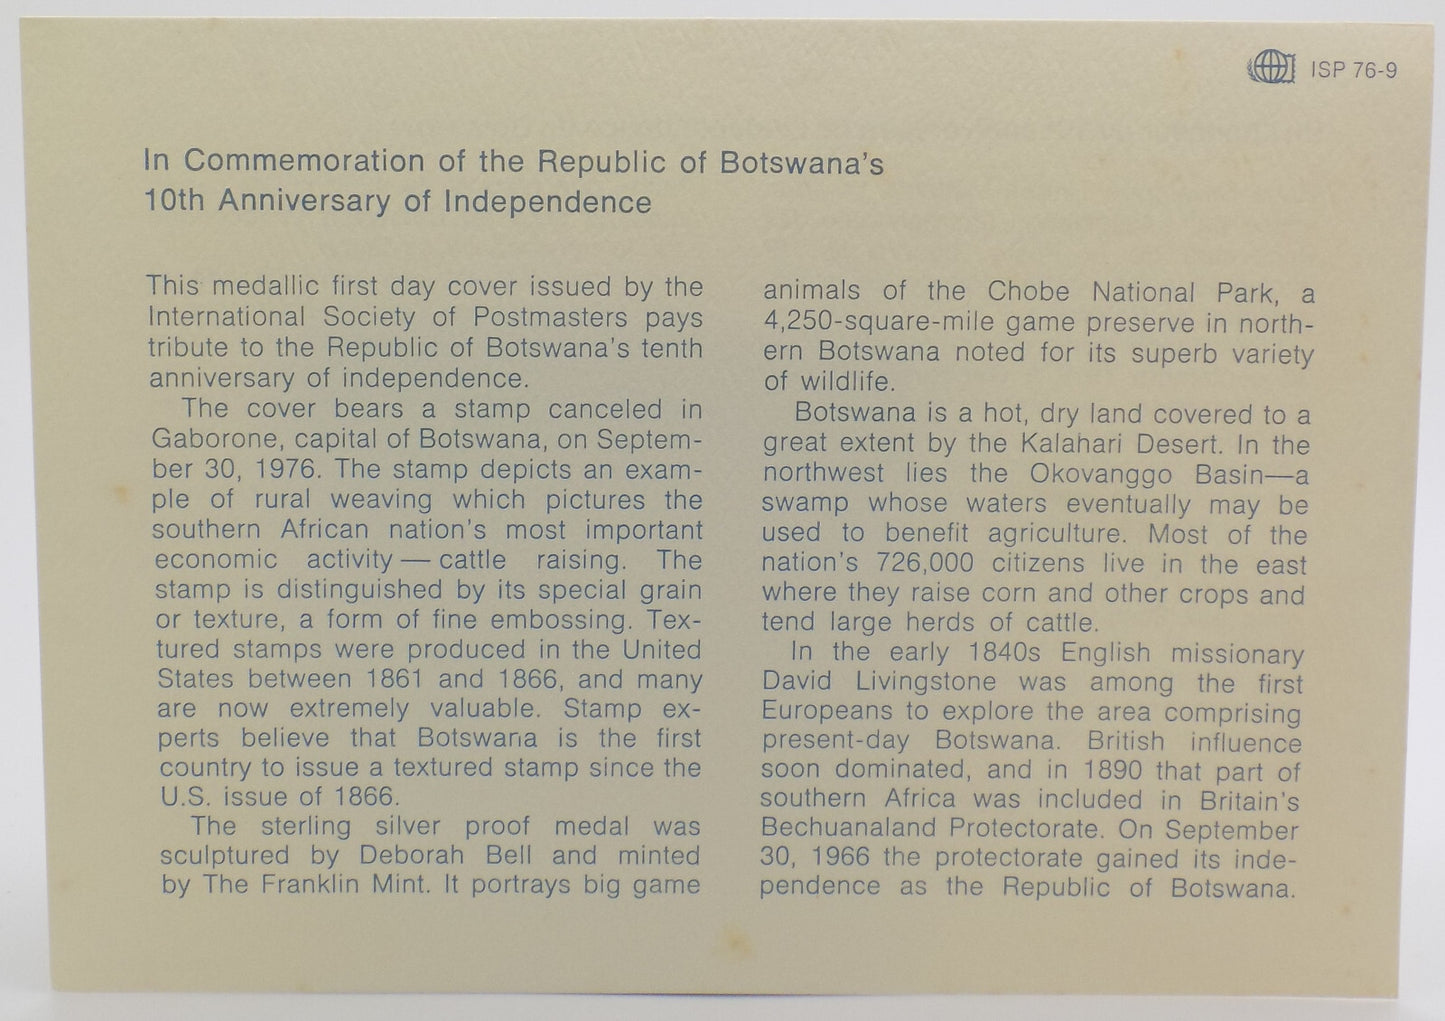 ISP 76-9
In Commemoration of the Republic of Botswana's
10th Anniversary of Independence
This medallic first day cover issued by the
International Society of Postmasters pays
tribute to the Republic of Botswana's tenth
anniversary of independence.
The cover bears a stamp canceled in
Gaborone, capital of Botswana, on Septem-
ber 30, 1976. The stamp depicts an exam-
ple of rural weaving which pictures the
southern African nation's most important
economic activity — cattle raising. The
stamp is distinguished by its special grain
or texture, a form of fine embossing. Tex-
tured stamps were produced in the United
States between 1861 and 1866, and many
are now extremely valuable. Stamp ex-
perts believe that Botswana is the first
country to issue a textured stamp since the
U.S. issue of 1866.
The sterling silver proof medal was
sculptured by Deborah Bell and minted
by The Franklin Mint. It portrays big game
animals of the Chobe National Park, a
4,250-square-mile game preserve in north-
ern Botswana noted for its superb variety
of wildlife.
Botswana is a hot, dry land covered to a
great extent by the Kalahari Desert. In the
northwest lies the Okovanggo Basin—a
swamp whose waters eventually may be
used to benefit agriculture. Most of the
nation's 726,000 citizens live in the east
where they raise corn and other crops and
tend large herds of cattle.
In the early 1840s English missionary
David Livingstone was among the first
Europeans to explore the area comprising
present-day Botswana. British influence
soon dominated, and in 1890 that part of
southern Africa was included in Britain's
Bechuanaland Protectorate. On September
30, 1966 the protectorate gained its inde-
pendence as the Republic of Botswana.